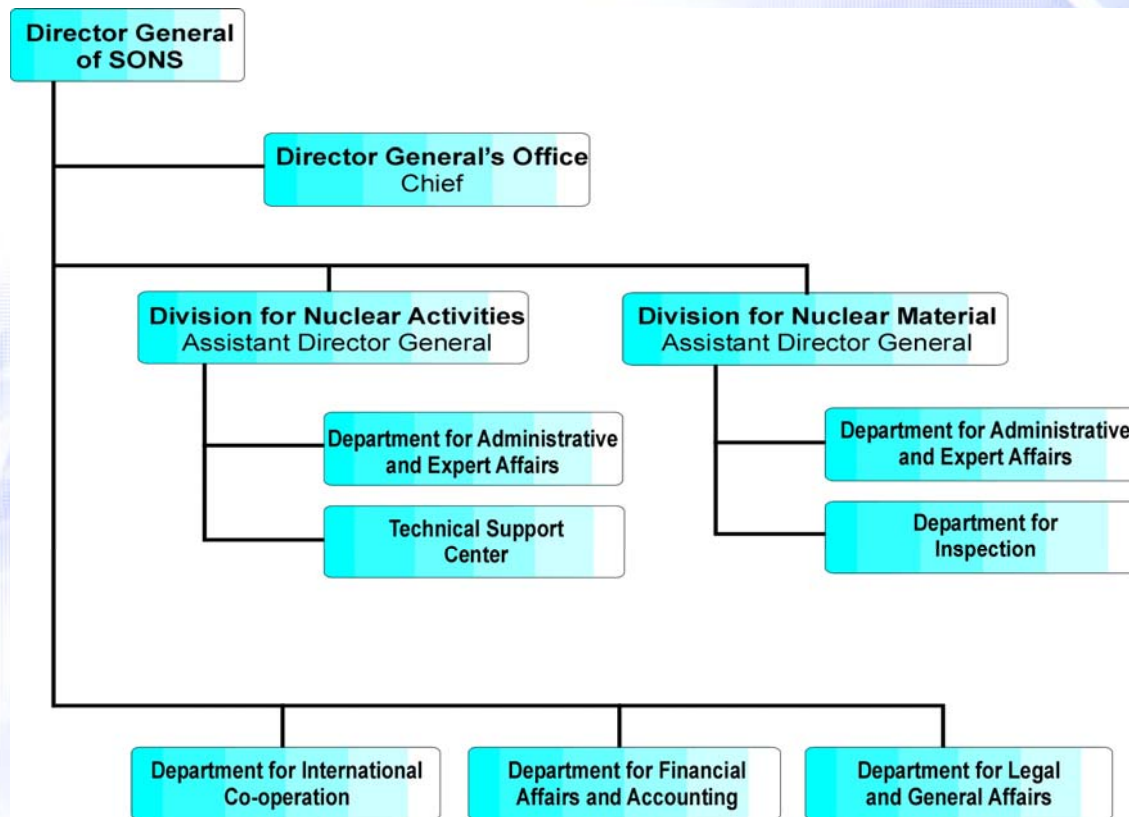 Director General
of SONS
Director General's Office
Chief
Division for Nuclear Activities
Assistant Director General
Division for Nuclear Material
Assistant Director General
Department for Administrative
and Expert Affairs
Technical Support
Center
Department for Administrative
and Expert Affairs
Department for
Inspection
Department for International
Co-operation
Department for Financial
Affairs and Accounting
Department for Legal
and General Affairs